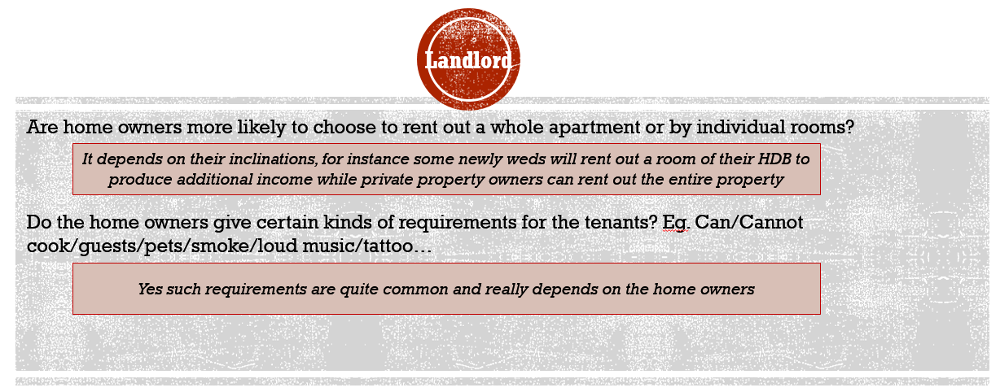 Landlord
Are home owners more likely to choose to rent out a whole apartment or by individual rooms?
It depends on their inclinations, for instance some newly weds will rent out a room of their HDB to
produce additional income while private property owners can rent out the entire property
Do the home owners give certain kinds of requirements for the tenants? Eg. Can/Cannot
cook/guests/pets/smoke/loud music/tattoo…
Yes such requirements are quite common and really depends on the home owners